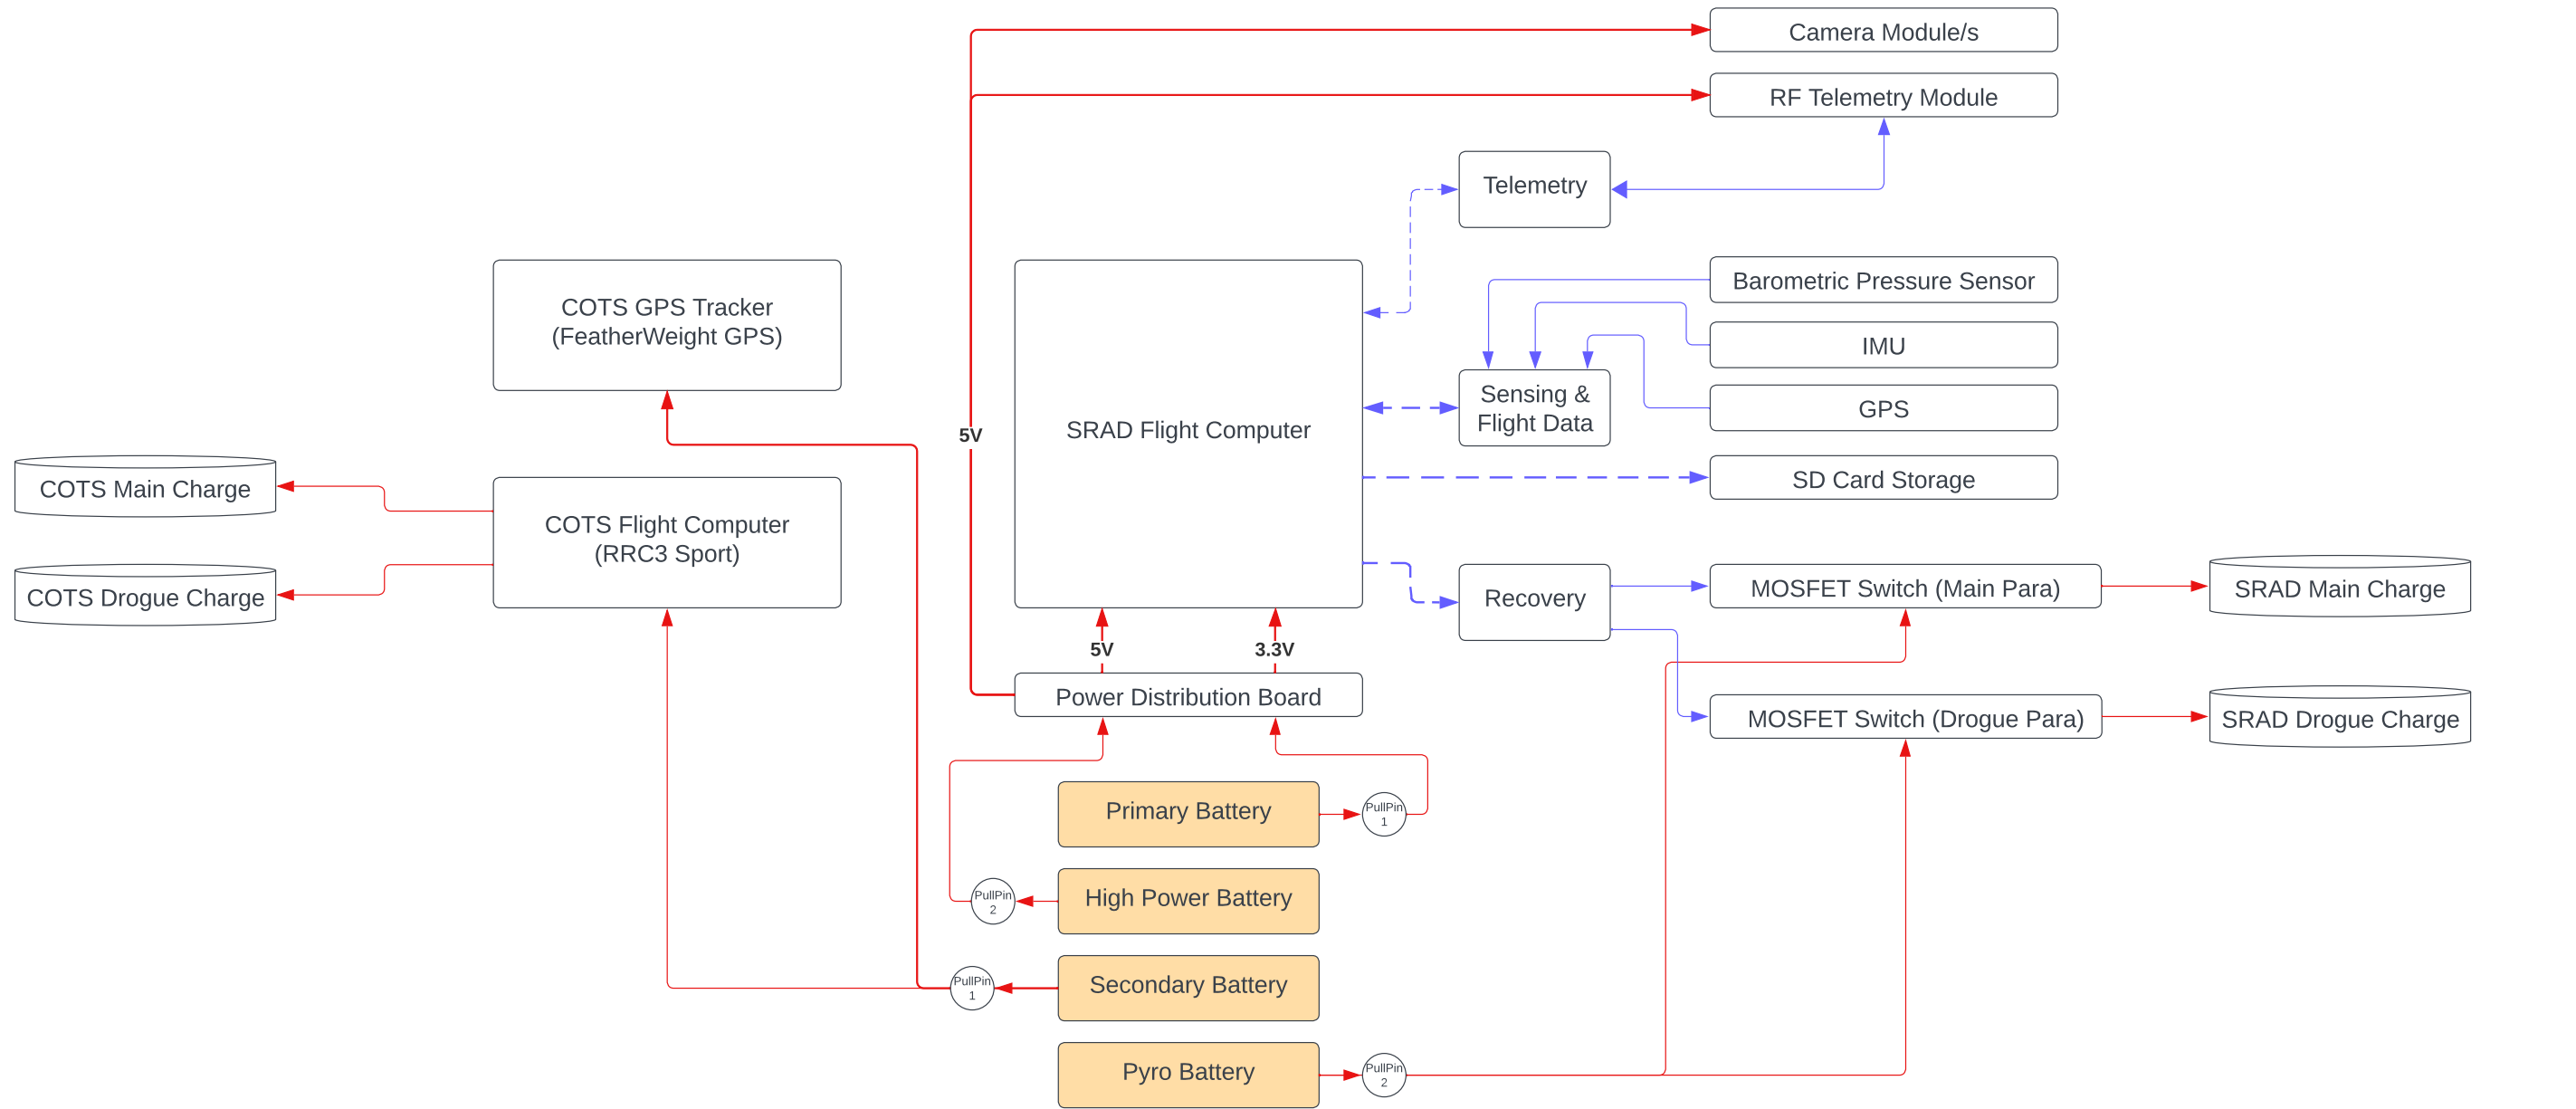 Camera Module/s
RF Telemetry Module
Telemetry
COTS GPS Tracker
(FeatherWeight GPS)
Barometric Pressure Sensor
IMU
GPS
Sensing &
Flight Data
5V
SRAD Flight Computer
SD Card Storage
COTS Main Charge
COTS Flight Computer
(RRC3 Sport)
COTS Drogue Charge
Recovery
MOSFET Switch (Main Para)
SRAD Main Charge
5V
3.3V
Power Distribution Board
MOSFET Switch (Drogue Para)
SRAD Drogue Charge
Primary Battery
PullPin
1
High Power Battery
PullPin
2
Secondary Battery
PullPin
1
Pyro Battery
PullPin
2